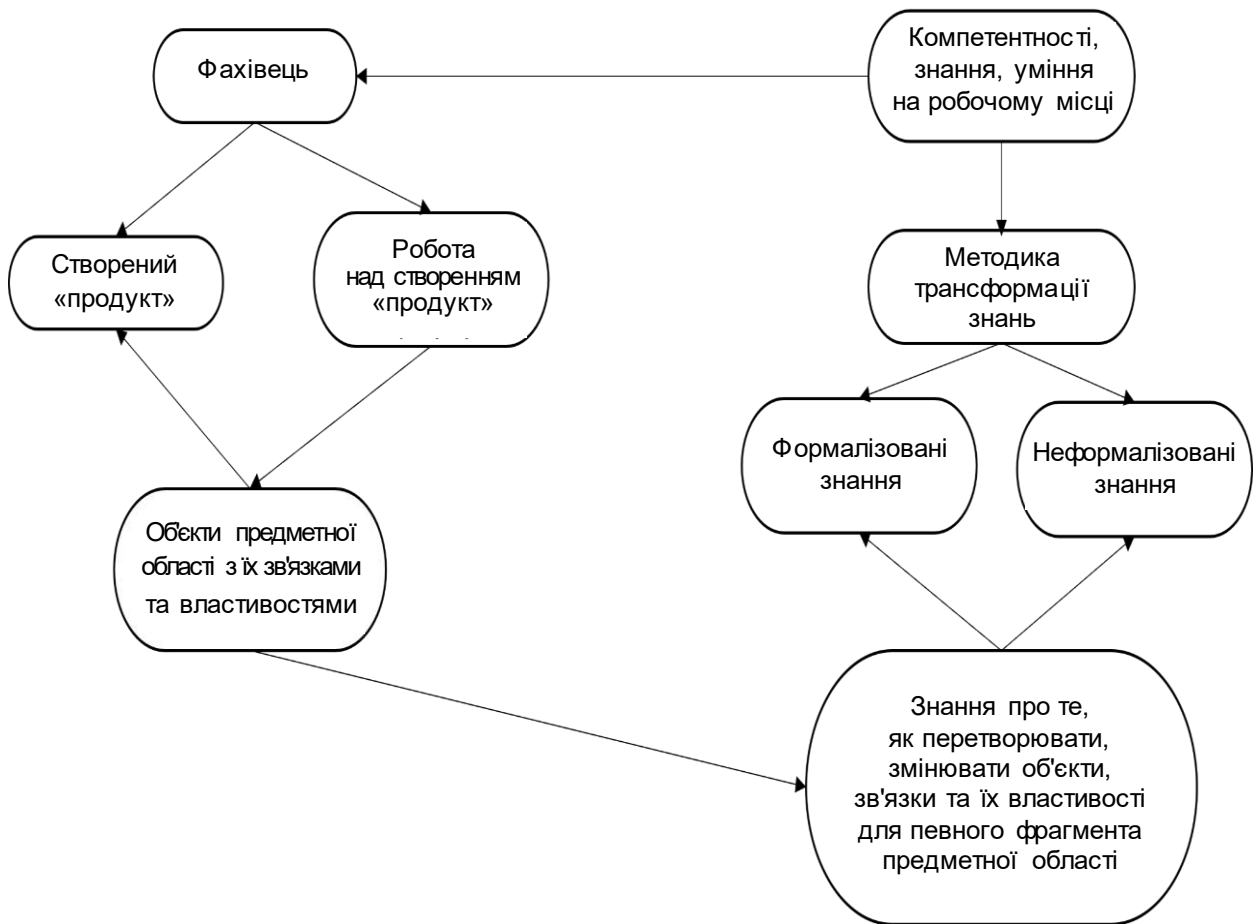 Фахівець
Компетентності,
знання, уміння
на робочому місці
Створений
«продукт»
Робота
над створенням
«продукт»
Методика
трансформації
знань
Формалізовані
знання
Неформалізовані
знання
Об'єкти предметної
області з їх зв'язками
та властивостями
Знання про те,
як перетворювати,
змінювати об'єкти,
зв'язки та їх властивості
для певного фрагмента
предметної області